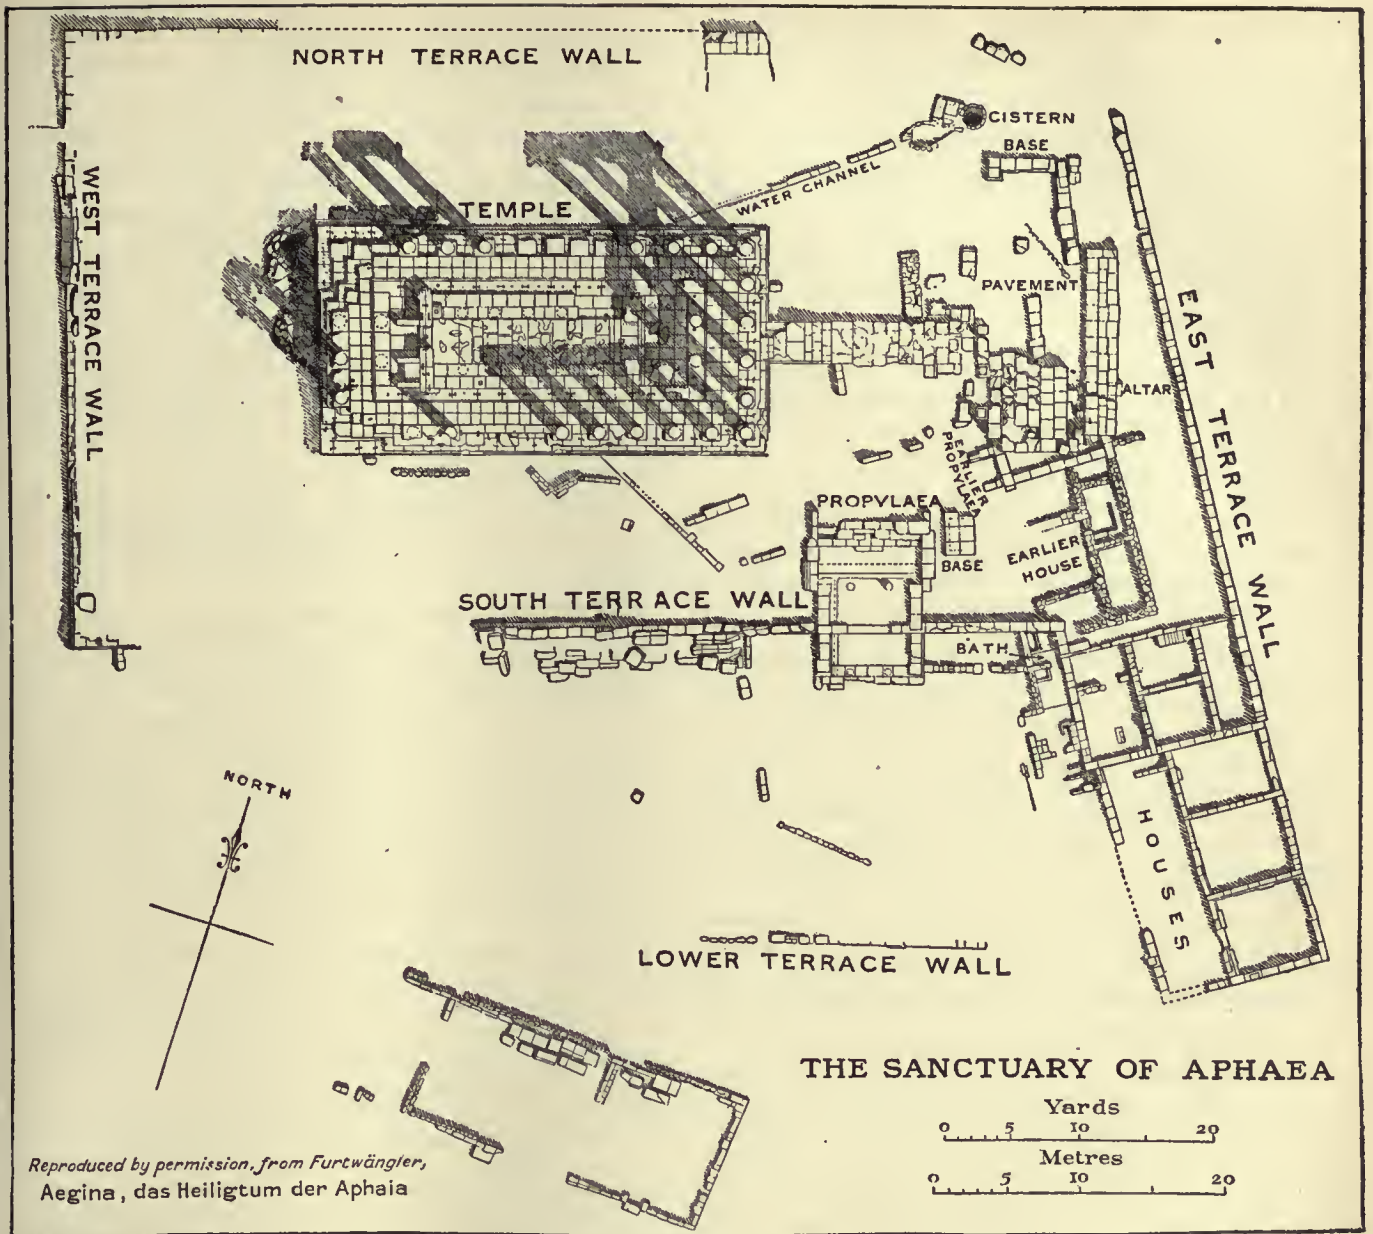 NORTH TERRACE WALL
CISTERN
BASE
WATER CHANNEL
WEST TERRACE WALL
TEMPLE
PAVEMENT
EAST TERRACE WALL
ALTAR
EARLIER
PROPYLAEA
PROPYLAEA
BASE
EARLIER
HOUSE
SOUTH TERRACE WALL
BATH
NORTH
HOUSES
LOWER TERRACE WALL
THE SANCTUARY OF APHAEA
Yards
0 5 10 20
Metres
0 5 10 20
Reproduced by permission, from Furtwängler,
Aegina, das Heiligtum der Aphaia